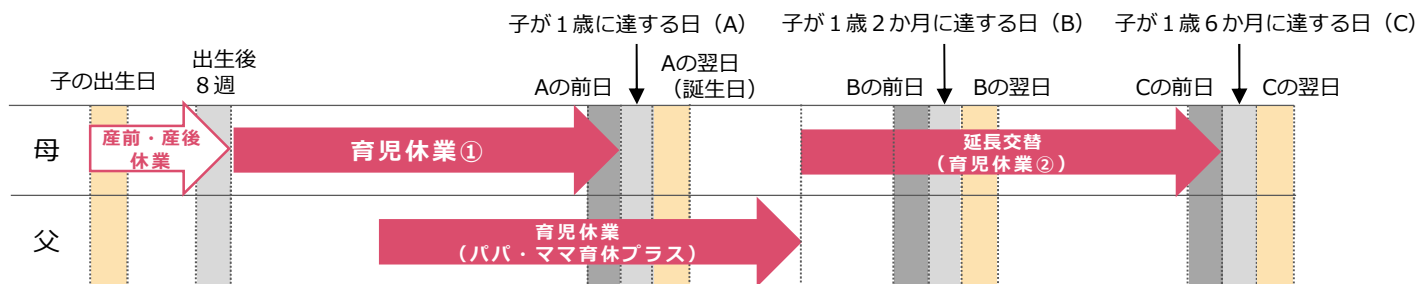 子が１歳に達する日（A）
子が１歳２か月に達する日（B）
子が１歳６か月に達する日（C）
子の出生日
出生後
８週
Aの前日
Aの翌日
（誕生日）
Bの前日
Bの翌日
Cの前日
Cの翌日
母
産前・産後
休業
育児休業①
延長交替
（育児休業②）
父
育児休業
（パパ・ママ育休プラス）